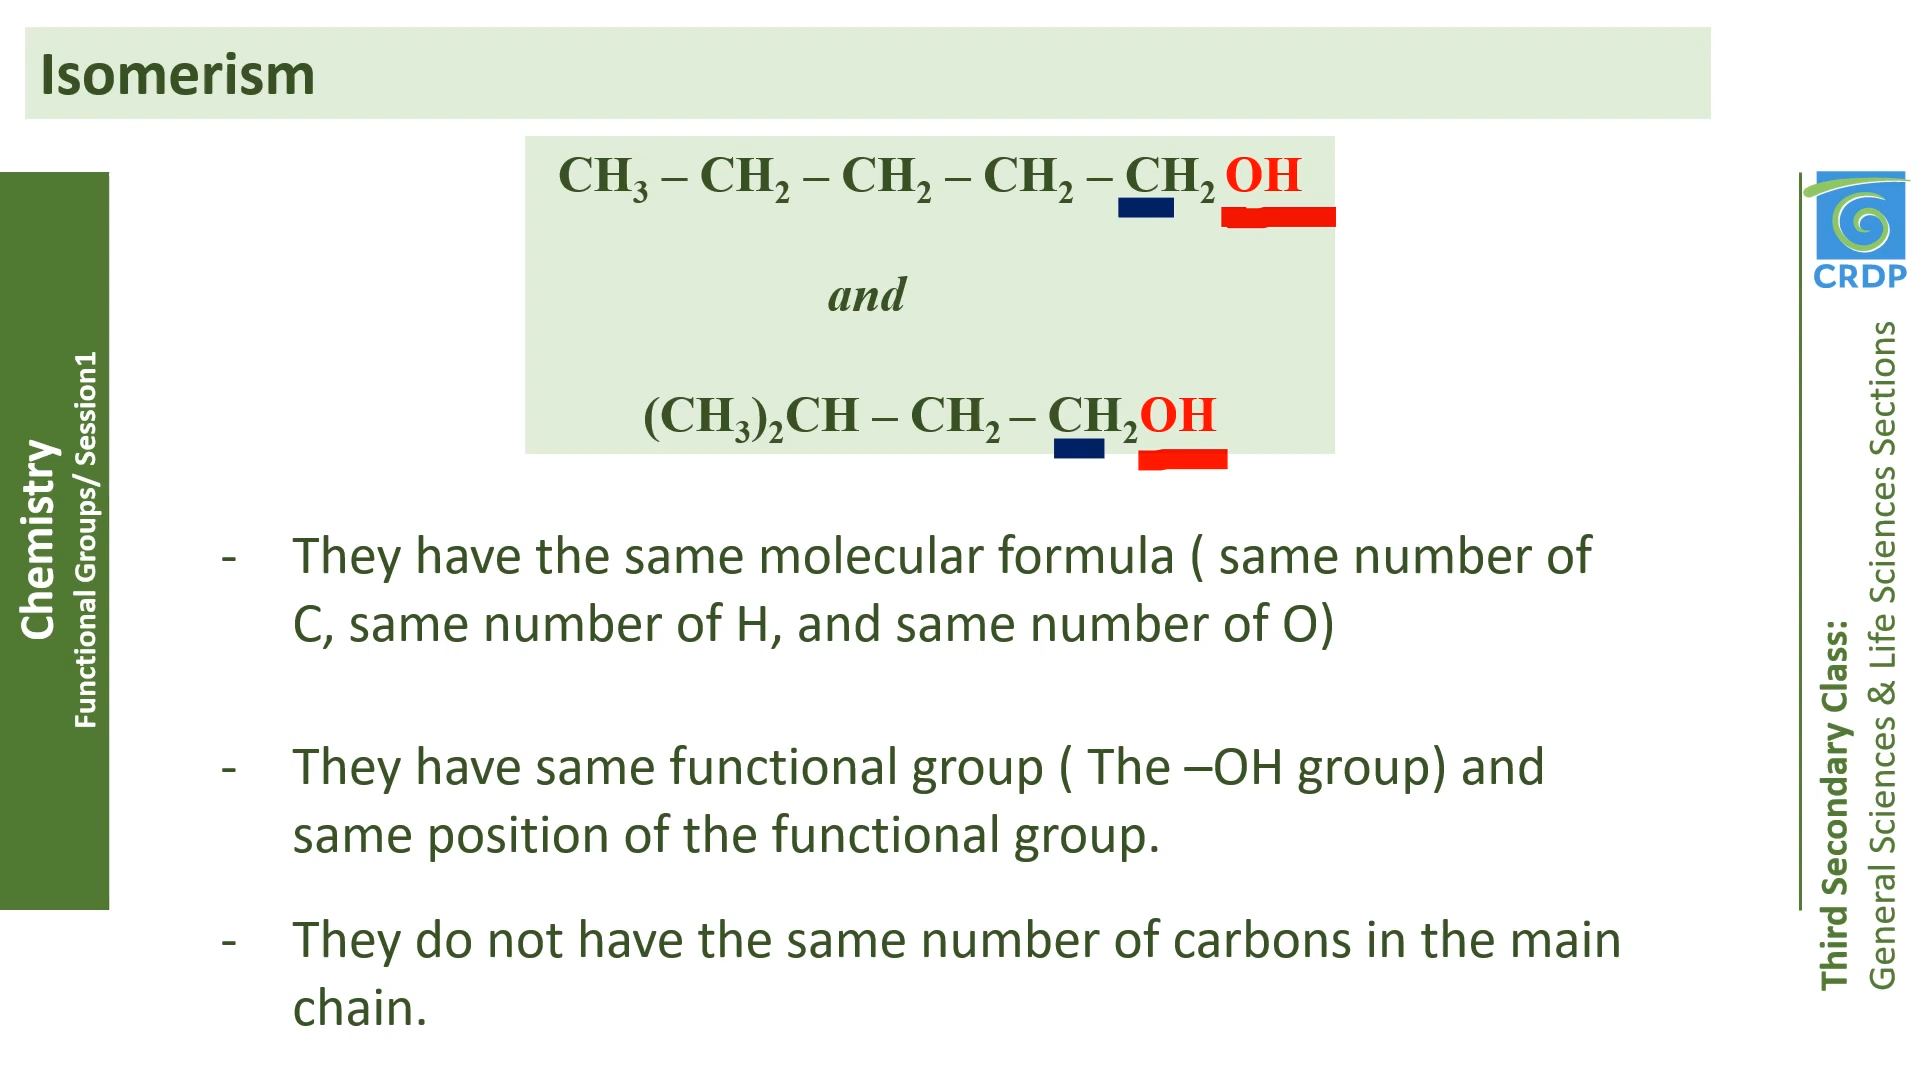 Isomerism
CH₃ – CH₂ – CH₂ – CH₂ – CH₂ OH
and
(CH₃)₂CH – CH₂ – CH₂OH
- They have the same molecular formula ( same number of
C, same number of H, and same number of O)
- They have same functional group ( The –OH group) and
same position of the functional group.
- They do not have the same number of carbons in the main
chain.
Chemistry
Functional Groups/ Session1
CRDP
Third Secondary Class:
General Sciences & Life Sciences Sections